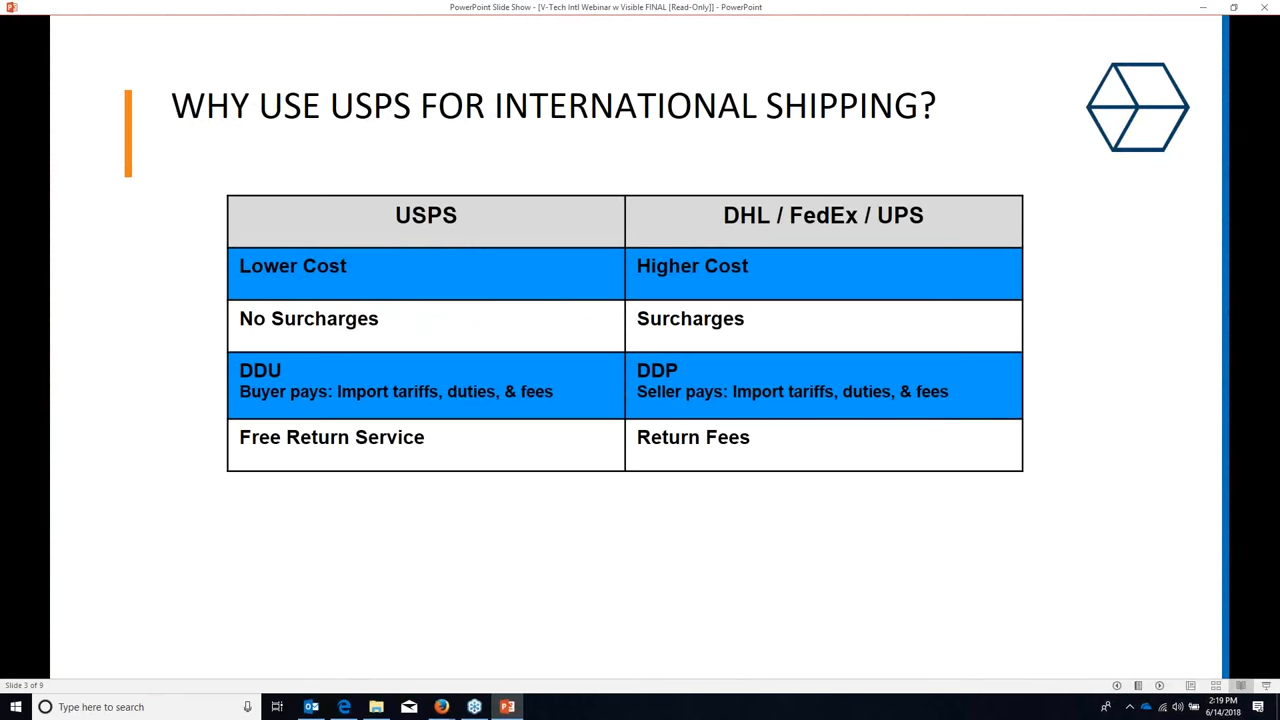 PowerPoint Slide Show - [V-Tech Intl Webinar w Visible FINAL [Read-Only]] - PowerPoint
WHY USE USPS FOR INTERNATIONAL SHIPPING?
USPS
DHL / FedEx / UPS
Lower Cost
Higher Cost
No Surcharges
Surcharges
DDU
Buyer pays: Import tariffs, duties, & fees
DDP
Seller pays: Import tariffs, duties, & fees
Free Return Service
Return Fees
Slide 3 of 9
Type here to search
2:19 PM
6/14/2018